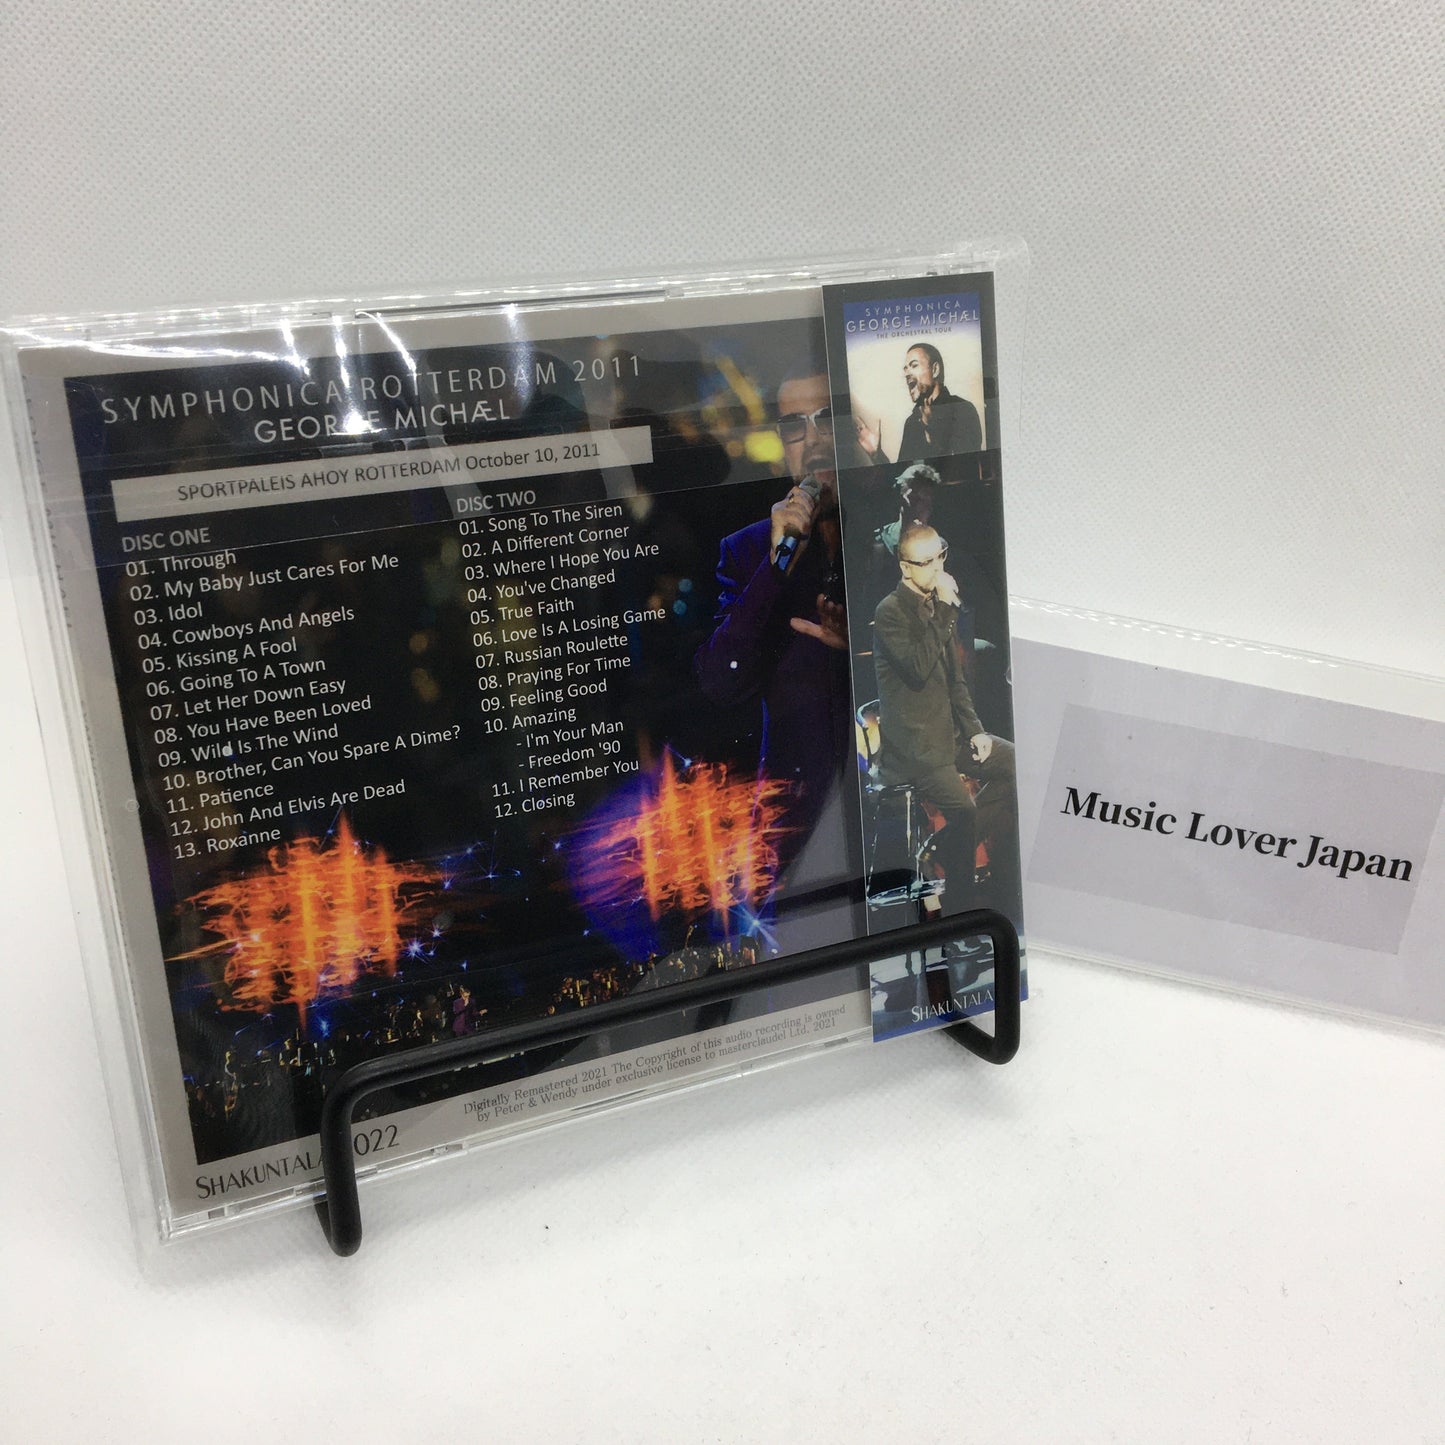 SYMPHONICA ROTTERDAM 2011
GEORGE MICHÆL
SPORTPALEIS AHOY ROTTERDAM October 10, 2011
DISC ONE
01. Through
02. My Baby Just Cares For Me
03. Idol
04. Cowboys And Angels
05. Kissing A Fool
06. Going To A Town
07. Let Her Down Easy
08. You Have Been Loved
09. Wild Is The Wind
10. Brother, Can You Spare A Dime?
11. Patience
12. John And Elvis Are Dead
13. Roxanne
DISC TWO
01. Song To The Siren
02. A Different Corner
03. Where I Hope You Are
04. You've Changed
05. True Faith
06. Love Is A Losing Game
07. Russian Roulette
08. Praying For Time
09. Feeling Good
10. Amazing
- I'm Your Man
- Freedom '90
11. I Remember You
12. Closing
Digitally Remastered 2021 The Copyright of this audio recording is owned
by Peter & Wendy under exclusive license to masterclaudel Ltd. 2021
SHAKUNTALA 022
SYMPHONICA
GEORGE MICHÆL
THE ORCHESTRAL TOUR
SHAKUNTALA
Music Lover Japan